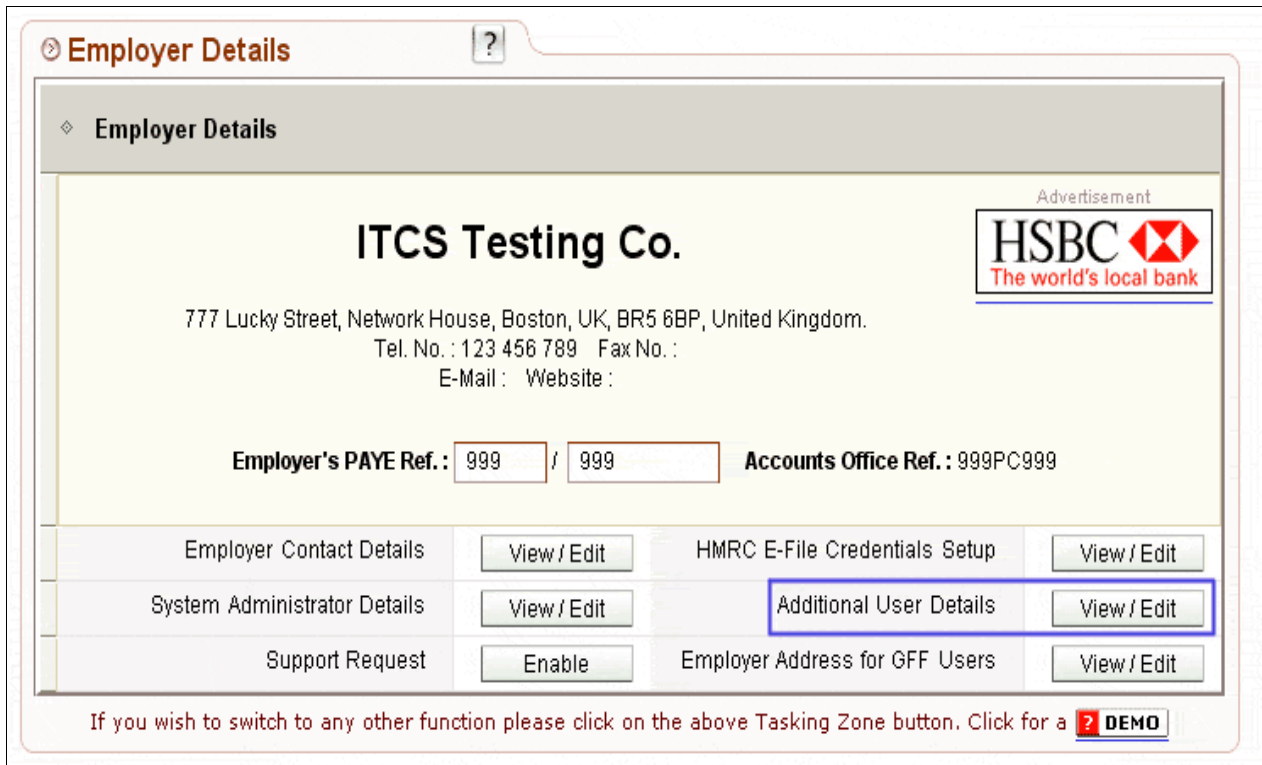 Employer Details ?
Employer Details
Advertisement
HSBC
The world's local bank
ITCS Testing Co.
777 Lucky Street, Network House, Boston, UK, BR5 6BP, United Kingdom.
Tel. No. : 123 456 789 Fax No. :
E-Mail : Website :
Employer's PAYE Ref. : 999 / 999 Accounts Office Ref. : 999PC999
Employer Contact Details View / Edit HMRC E-File Credentials Setup View / Edit
System Administrator Details View / Edit Additional User Details View / Edit
Support Request Enable Employer Address for GFF Users View / Edit
If you wish to switch to any other function please click on the above Tasking Zone button. Click for a ? DEMO